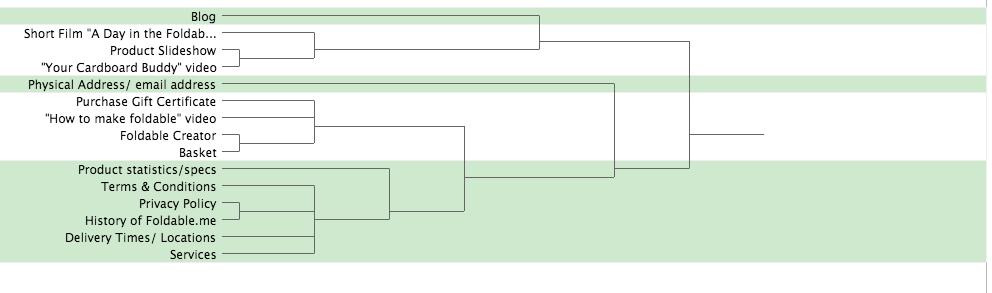 Blog
Short Film "A Day in the Foldab...
Product Slideshow
"Your Cardboard Buddy" video
Physical Address/ email address
Purchase Gift Certificate
"How to make foldable" video
Foldable Creator
Basket
Product statistics/specs
Terms & Conditions
Privacy Policy
History of Foldable.me
Delivery Times/ Locations
Services